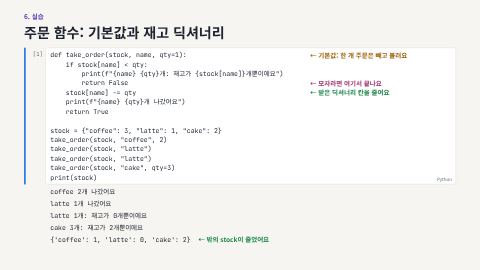 6. 실습
주문 함수: 기본값과 재고 딕셔너리
[1]
def take_order(stock, name, qty=1): ← 기본값: 한 개 주문은 빼고 불러요
    if stock[name] < qty:
        print(f"{name} {qty}개: 재고가 {stock[name]}개뿐이에요")
        return False ← 모자라면 여기서 끝나요
    stock[name] -= qty ← 받은 딕셔너리 칸을 줄여요
    print(f"{name} {qty}개 나갔어요")
    return True
stock = {"coffee": 3, "latte": 1, "cake": 2}
take_order(stock, "coffee", 2)
take_order(stock, "latte")
take_order(stock, "latte")
take_order(stock, "cake", qty=3)
print(stock)
Python
coffee 2개 나갔어요
latte 1개 나갔어요
latte 1개: 재고가 0개뿐이에요
cake 3개: 재고가 2개뿐이에요
{'coffee': 1, 'latte': 0, 'cake': 2} ← 밖의 stock이 줄었어요